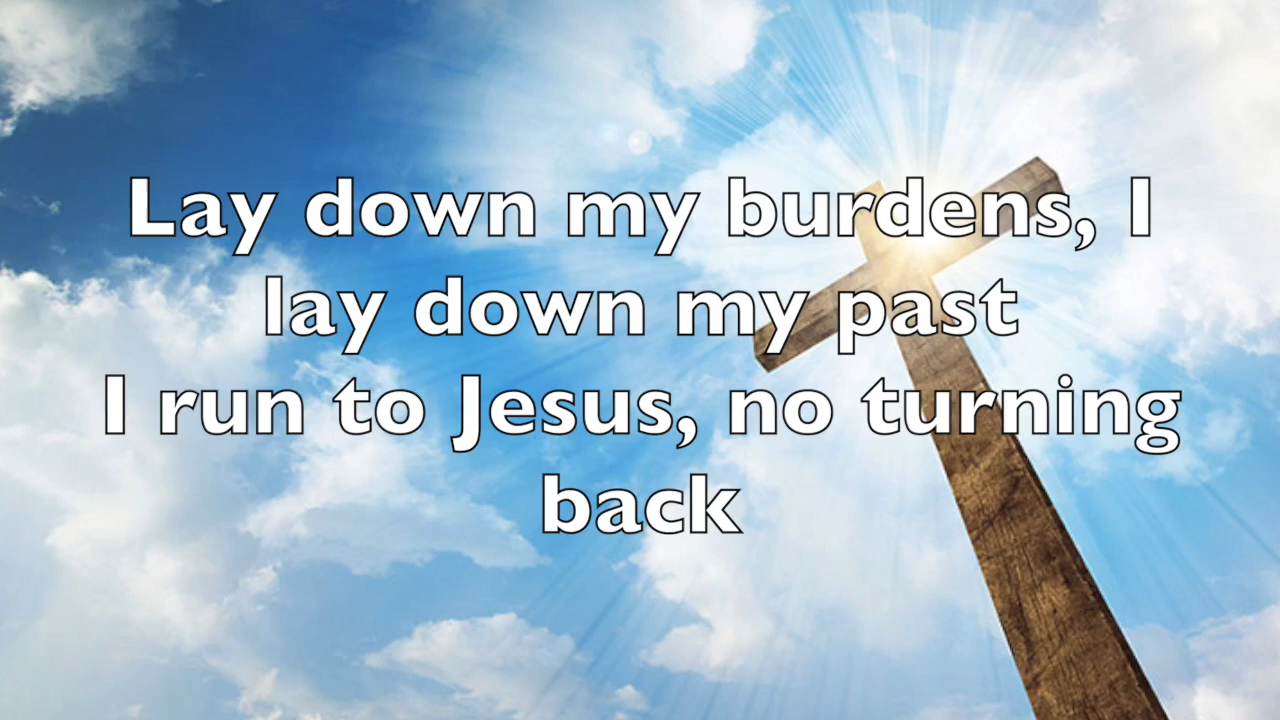 Lay down my burdens, I
lay down my past
I run to Jesus, no turning
back